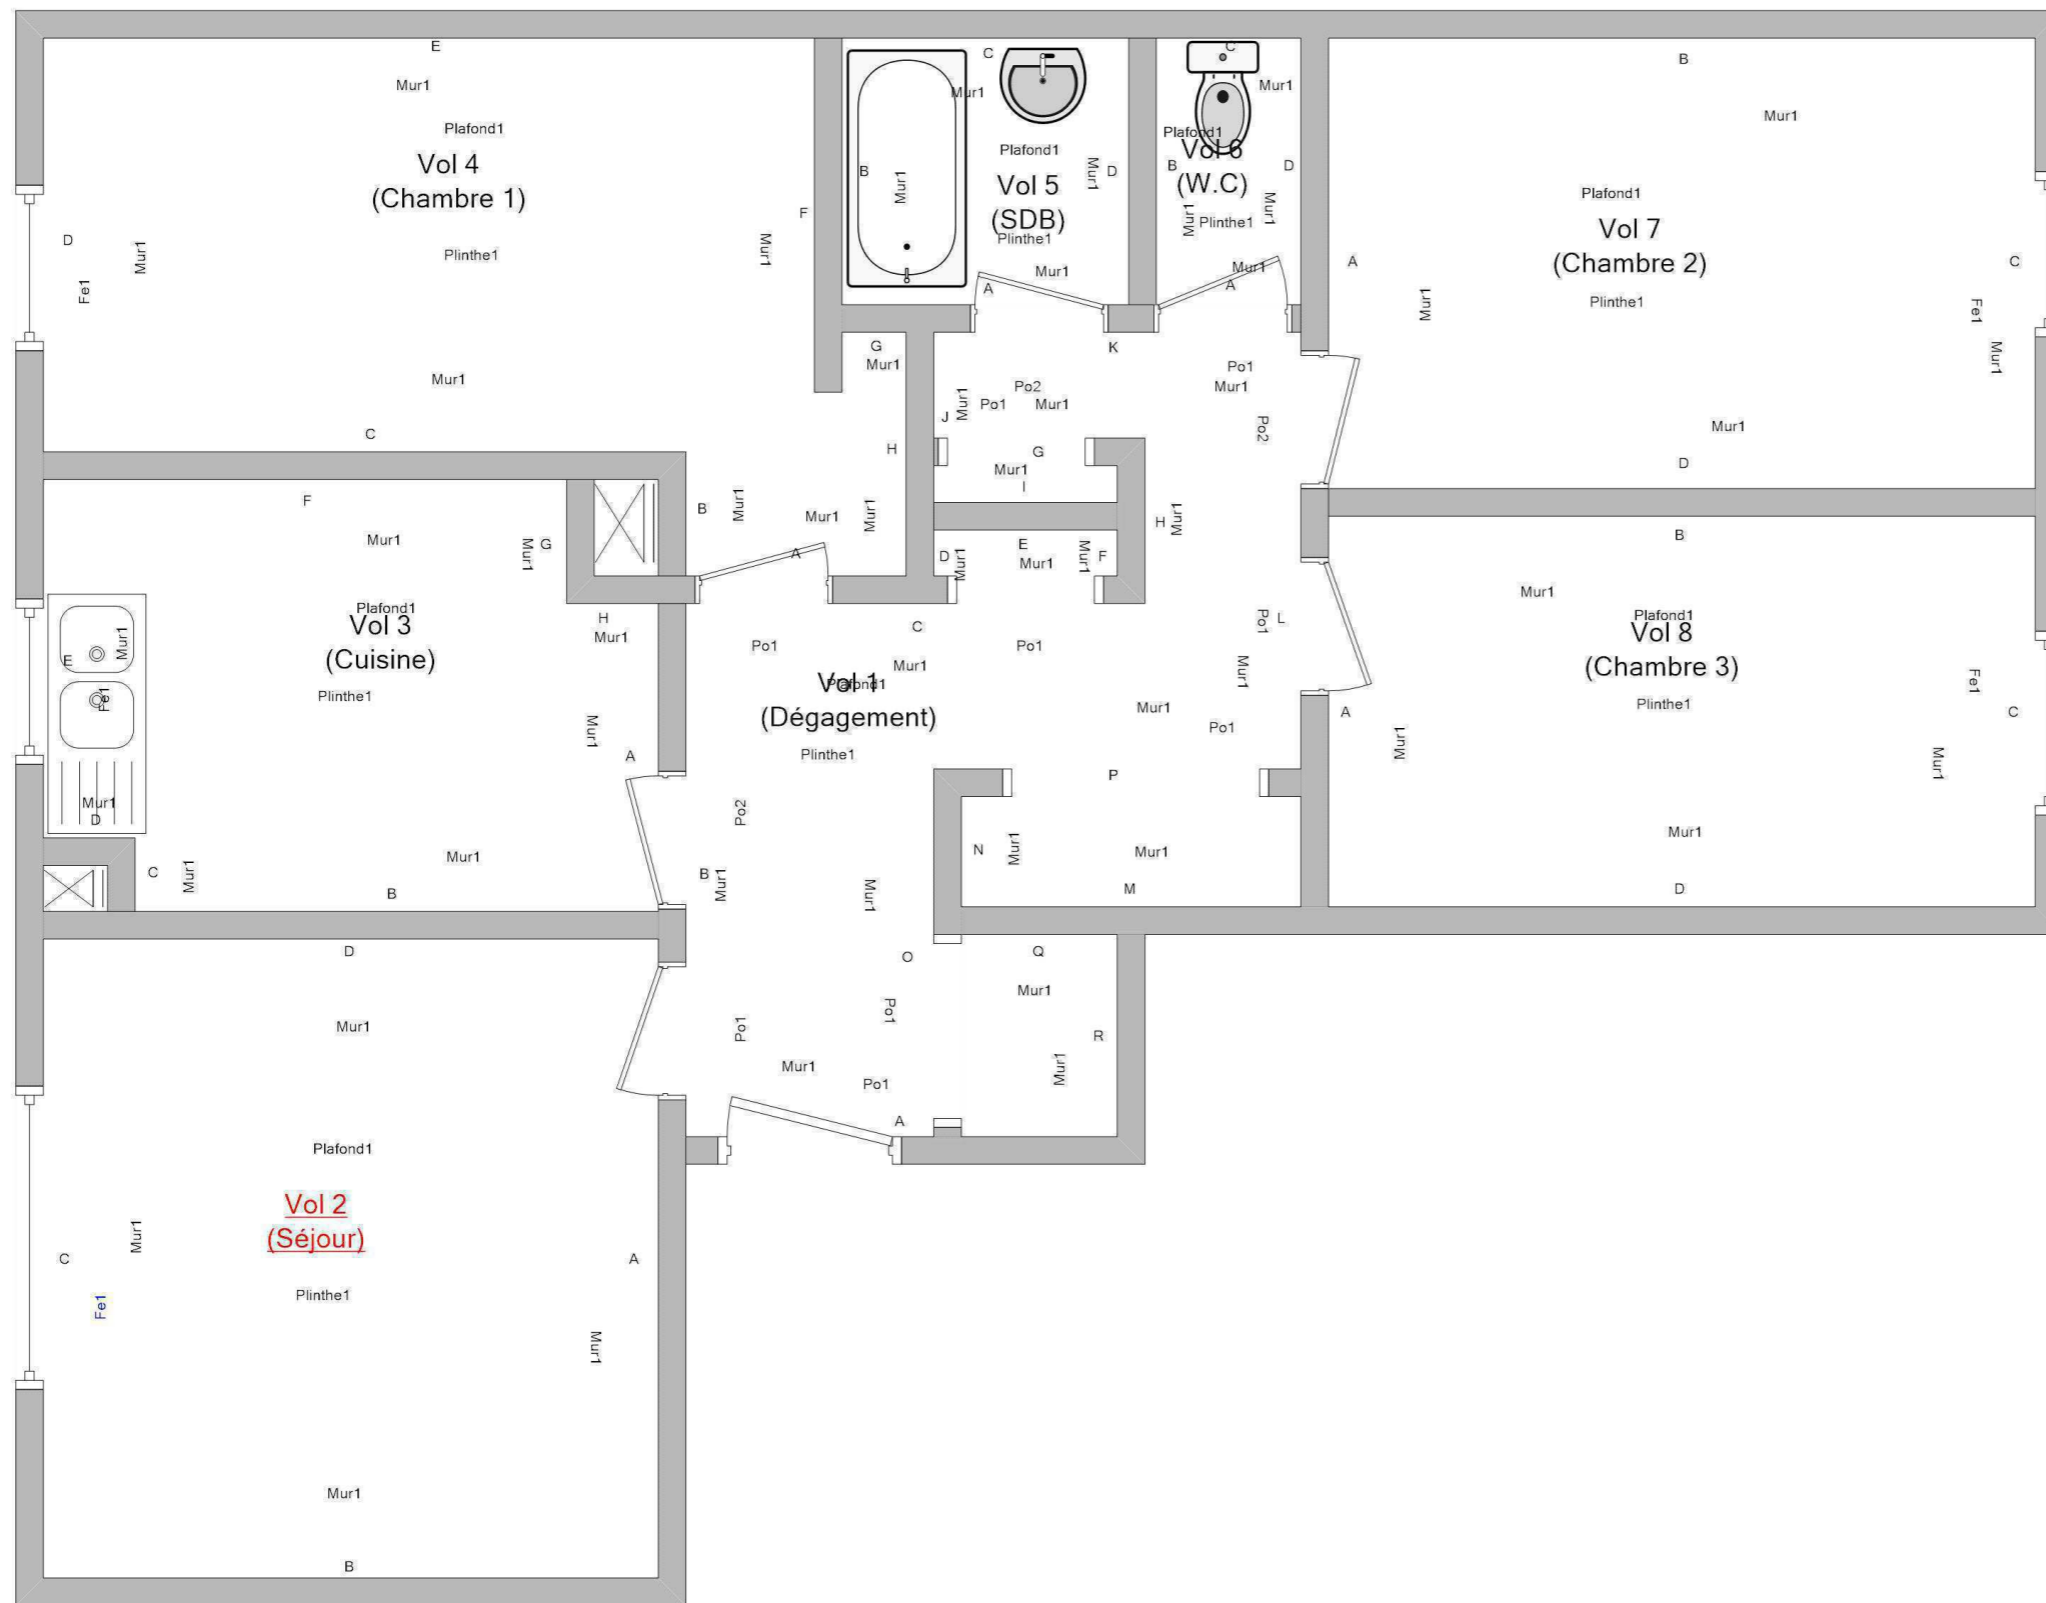 E
Mur1
Plafond1
Vol 4
(Chambre 1)
F
D
Mur1
Fe1
Plinthe1
Mur1
Mur1
C
G
Mur1
H
B
Mur1
Mur1
Mur1
A
C
Mur1
Plafond1
B
Mur1
Vol 5
(SDB)
Mur1
D
Plinthe1
Mur1
A
C
Mur1
Plafond1
Vol 6
(W.C)
B
D
Mur1
Mur1
Plinthe1
Mur1
A
B
Mur1
Plafond1
Vol 7
(Chambre 2)
A
C
Plinthe1
Mur1
Fe1
Mur1
Mur1
D
F
Mur1
Mur1
G
Plafond1
Vol 3
(Cuisine)
H
Mur1
Mur1
E
Fe1
Plinthe1
Mur1
A
Mur1
D
Mur1
C
Mur1
B
K
Po1
Mur1
Po2
Po1
Mur1
Mur1
J
Po2
G
Mur1
I
H
Mur1
D
Mur1
E
Mur1
Mur1
F
C
Po1
Mur1
Po1
Po1
L
Plafond1
Vol 1
(Dégagement)
Mur1
Mur1
Po1
Plinthe1
P
Po2
N
Mur1
Mur1
M
B
Mur1
Mur1
O
Q
Mur1
Po1
Po1
R
Mur1
Mur1
Po1
A
B
Mur1
Plafond1
Vol 8
(Chambre 3)
Fe1
Plinthe1
A
C
Mur1
Mur1
Mur1
D
D
Mur1
Plafond1
Vol 2
(Séjour)
Mur1
C
A
Fe1
Plinthe1
Mur1
Mur1
B